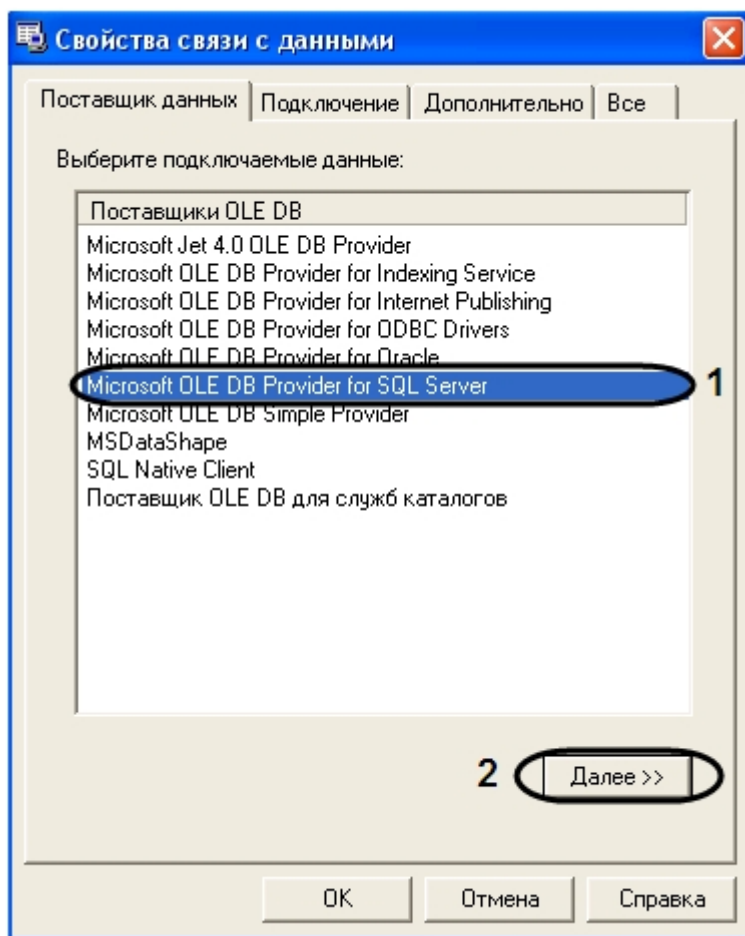 Свойства связи с данными
Поставщик данных Подключение Дополнительно Все
Выберите подключаемые данные:
Поставщики OLE DB
Microsoft Jet 4.0 OLE DB Provider
Microsoft OLE DB Provider for Indexing Service
Microsoft OLE DB Provider for Internet Publishing
Microsoft OLE DB Provider for ODBC Drivers
Microsoft OLE DB Provider for Oracle
Microsoft OLE DB Provider for SQL Server 1
Microsoft OLE DB Simple Provider
MSDataShape
SQL Native Client
Поставщик OLE DB для служб каталогов
2 Далее >>
OK Отмена Справка